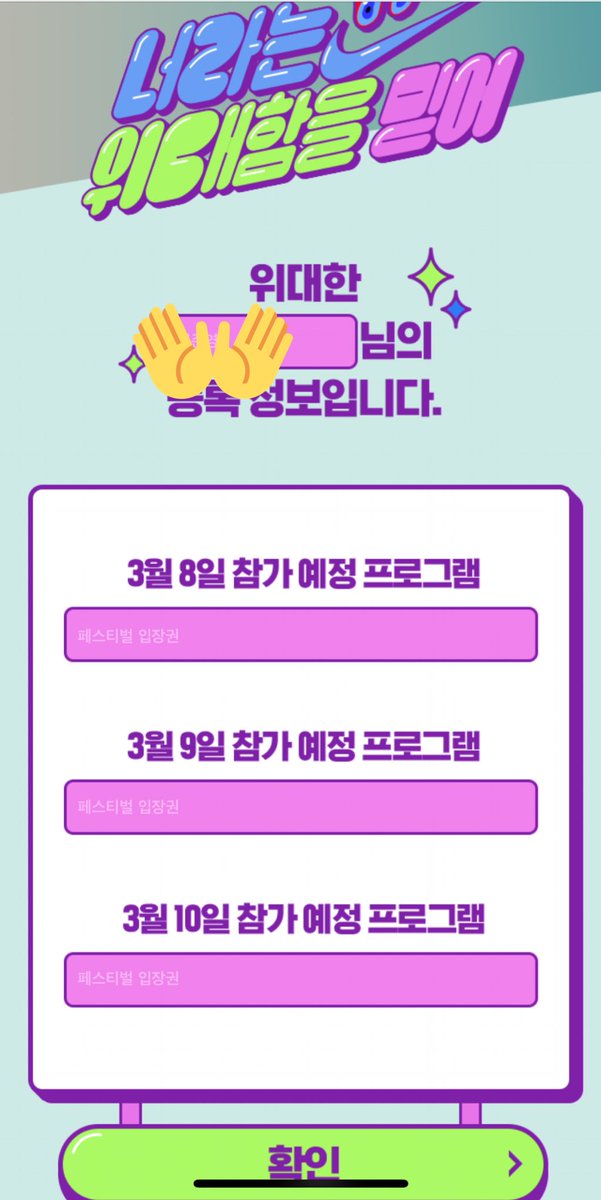 너라는
위대함을 믿어
위대한
님의
등록 정보입니다.
3월 8일 참가 예정 프로그램
페스티벌 입장권
3월 9일 참가 예정 프로그램
페스티벌 입장권
3월 10일 참가 예정 프로그램
페스티벌 입장권
확인